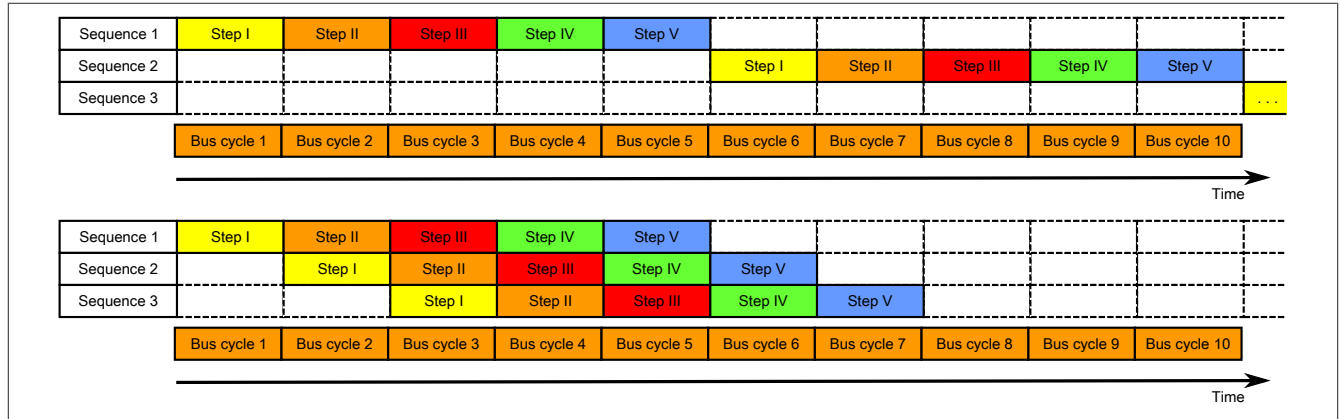 Sequence 1 Step I Step II Step III Step IV Step V
Sequence 2 Step I Step II Step III Step IV Step V
Sequence 3 . . .
Bus cycle 1 Bus cycle 2 Bus cycle 3 Bus cycle 4 Bus cycle 5 Bus cycle 6 Bus cycle 7 Bus cycle 8 Bus cycle 9 Bus cycle 10
Time
Sequence 1 Step I Step II Step III Step IV Step V
Sequence 2 Step I Step II Step III Step IV Step V
Sequence 3 Step I Step II Step III Step IV Step V
Bus cycle 1 Bus cycle 2 Bus cycle 3 Bus cycle 4 Bus cycle 5 Bus cycle 6 Bus cycle 7 Bus cycle 8 Bus cycle 9 Bus cycle 10
Time